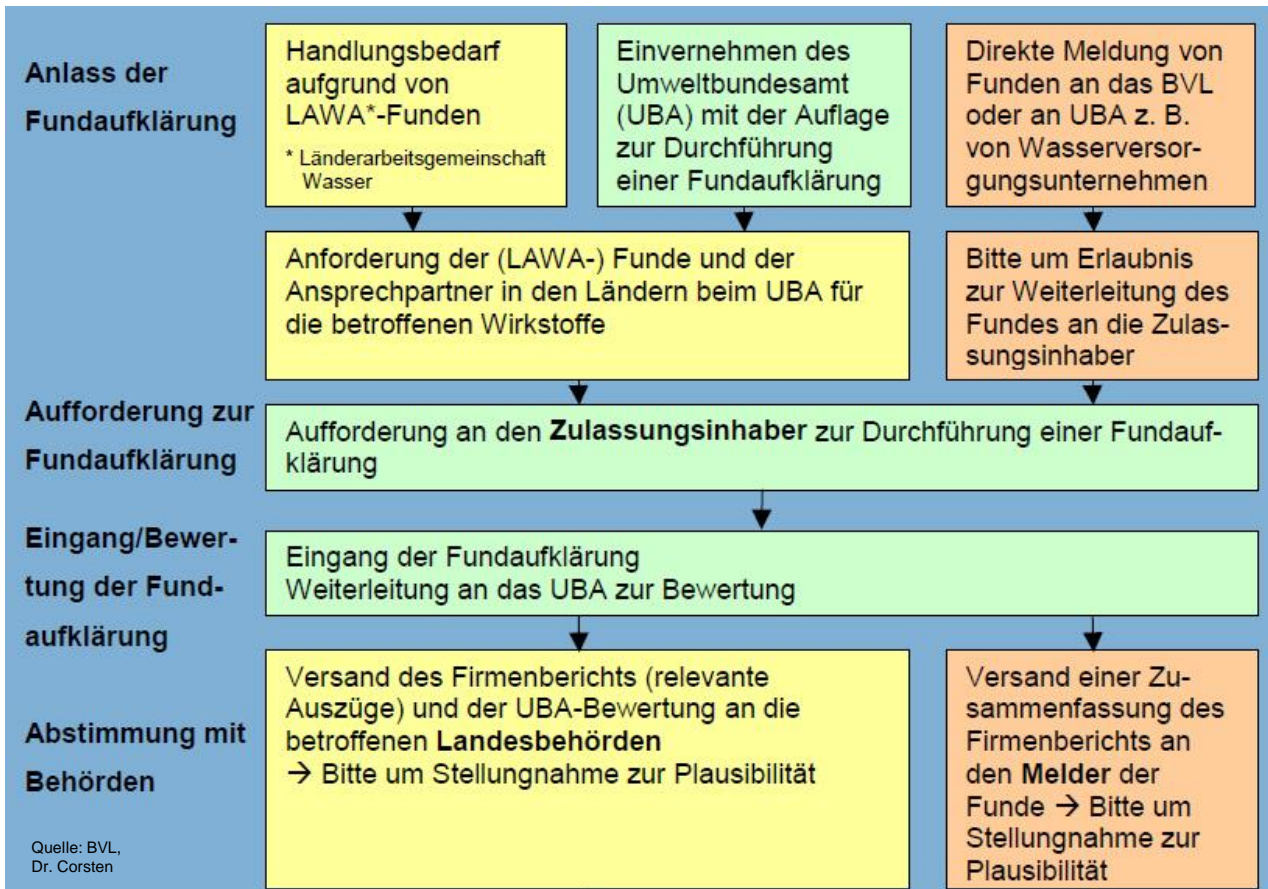 Anlass der
Fundaufklärung
Handlungsbedarf
aufgrund von
LAWA*-Funden
* Länderarbeitsgemeinschaft
Wasser
Einvernehmen des
Umweltbundesamt
(UBA) mit der Auflage
zur Durchführung
einer Fundaufklärung
Direkte Meldung von
Funden an das BVL
oder an UBA z. B.
von Wasserversor-
gungsunternehmen
Anforderung der (LAWA-) Funde und der
Ansprechpartner in den Ländern beim UBA für
die betroffenen Wirkstoffe
Bitte um Erlaubnis
zur Weiterleitung des
Fundes an die Zulas-
sungsinhaber
Aufforderung zur
Fundaufklärung
Aufforderung an den Zulassungsinhaber zur Durchführung einer Fundauf-
klärung
Eingang/Bewer-
tung der Fund-
aufklärung
Eingang der Fundaufklärung
Weiterleitung an das UBA zur Bewertung
Abstimmung mit
Behörden
Versand des Firmenberichts (relevante
Auszüge) und der UBA-Bewertung an die
betroffenen Landesbehörden
→ Bitte um Stellungnahme zur Plausibilität
Versand einer Zu-
sammenfassung des
Firmenberichts an
den Melder der
Funde → Bitte um
Stellungnahme zur
Plausibilität
Quelle: BVL,
Dr. Corsten